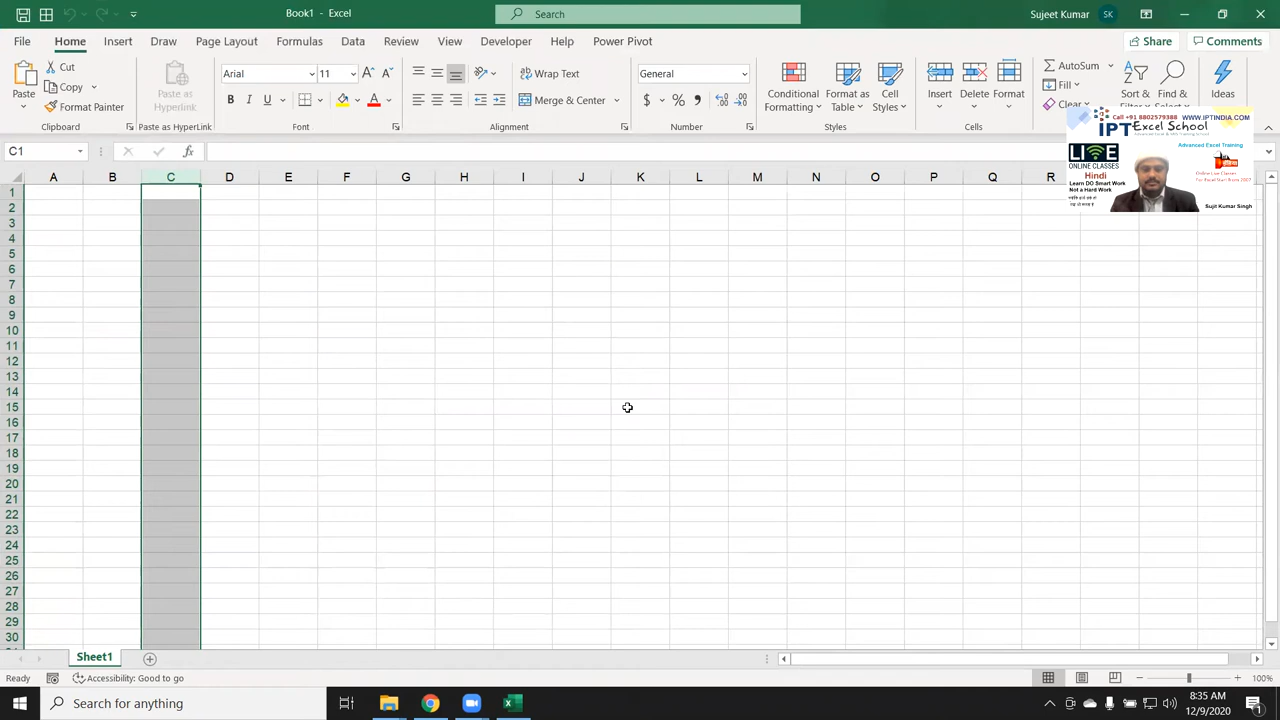 Book1 - Excel
Search
Sujeet Kumar
SK
File
Home
Insert
Draw
Page Layout
Formulas
Data
Review
View
Developer
Help
Power Pivot
Share
Comments
Paste
Cut
Copy
Format Painter
Clipboard
Paste as
Hyperlink
Paste as HyperLink
Arial
11
B I U
Font
Wrap Text
Merge & Center
Alignment
General
$ % ,
Number
Conditional
Formatting
Format as
Table
Cell
Styles
Styles
Insert
Delete
Format
Cells
AutoSum
Fill
Clear
Sort &
Filter
Find &
Select
Ideas
Call +91 8802579388 WWW.IPTINDIA.COM
IPT Excel School
LIVE
ONLINE CLASSES
Hindi
Learn DO Smart Work
Not a Hard Work
Advanced Excel Training
Online Live Classes
Sujit Kumar Singh
C1
fx
A B C D E F G H I J K L M N O P Q R
1
2
3
4
5
6
7
8
9
10
11
12
13
14
15
16
17
18
19
20
21
22
23
24
25
26
27
28
29
30
Sheet1
Ready
Accessibility: Good to go
100%
Search for anything
8:35 AM
12/9/2020